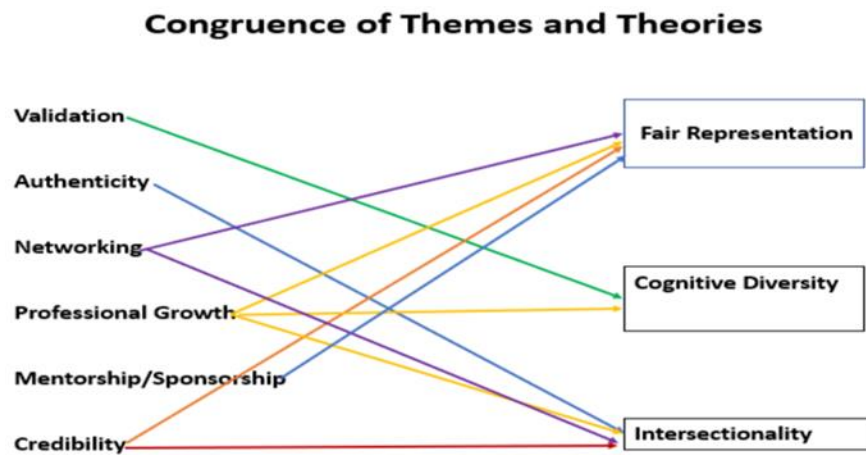 Congruence of Themes and Theories
Validation
Authenticity
Networking
Professional Growth
Mentorship/Sponsorship
Credibility
Fair Representation
Cognitive Diversity
Intersectionality